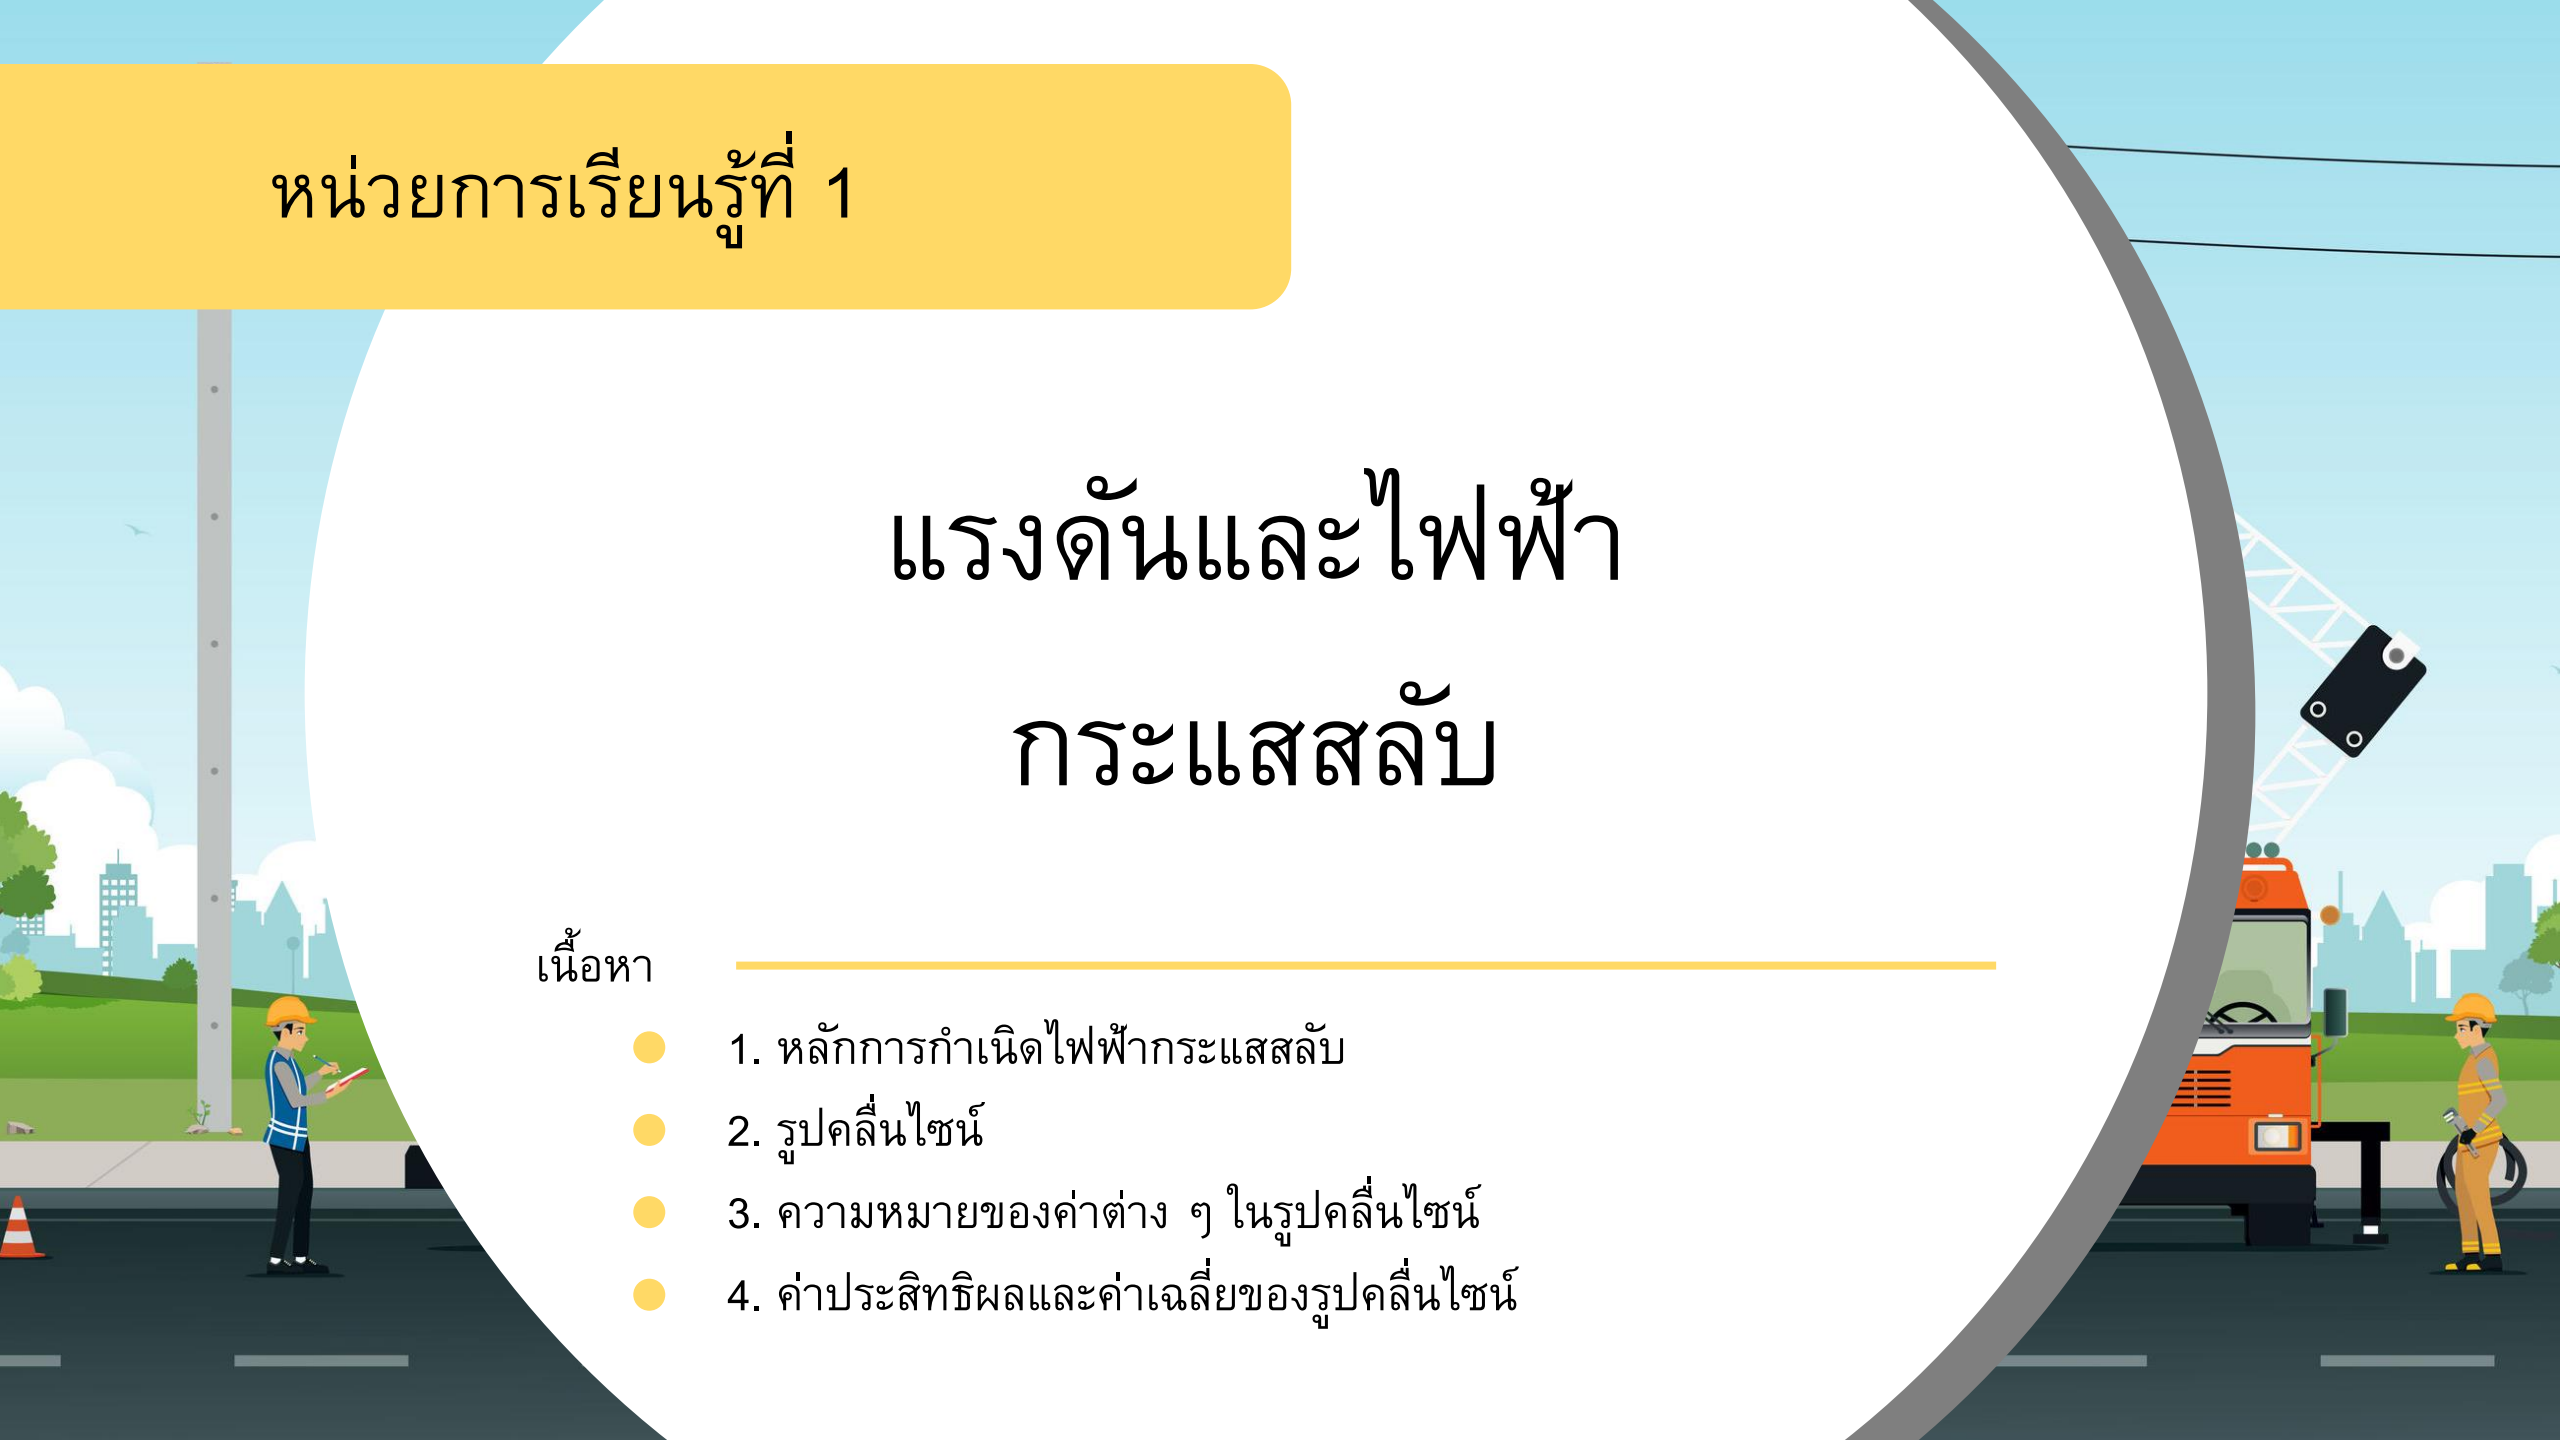 หน่วยการเรียนรู้ที่ 1
แรงดันและไฟฟ้า
กระแสสลับ
เนื้อหา
1. หลักการกำเนิดไฟฟ้ากระแสสลับ
2. รูปคลื่นไซน์
3. ความหมายของค่าต่าง ๆ ในรูปคลื่นไซน์
4. ค่าประสิทธิผลและค่าเฉลี่ยของรูปคลื่นไซน์